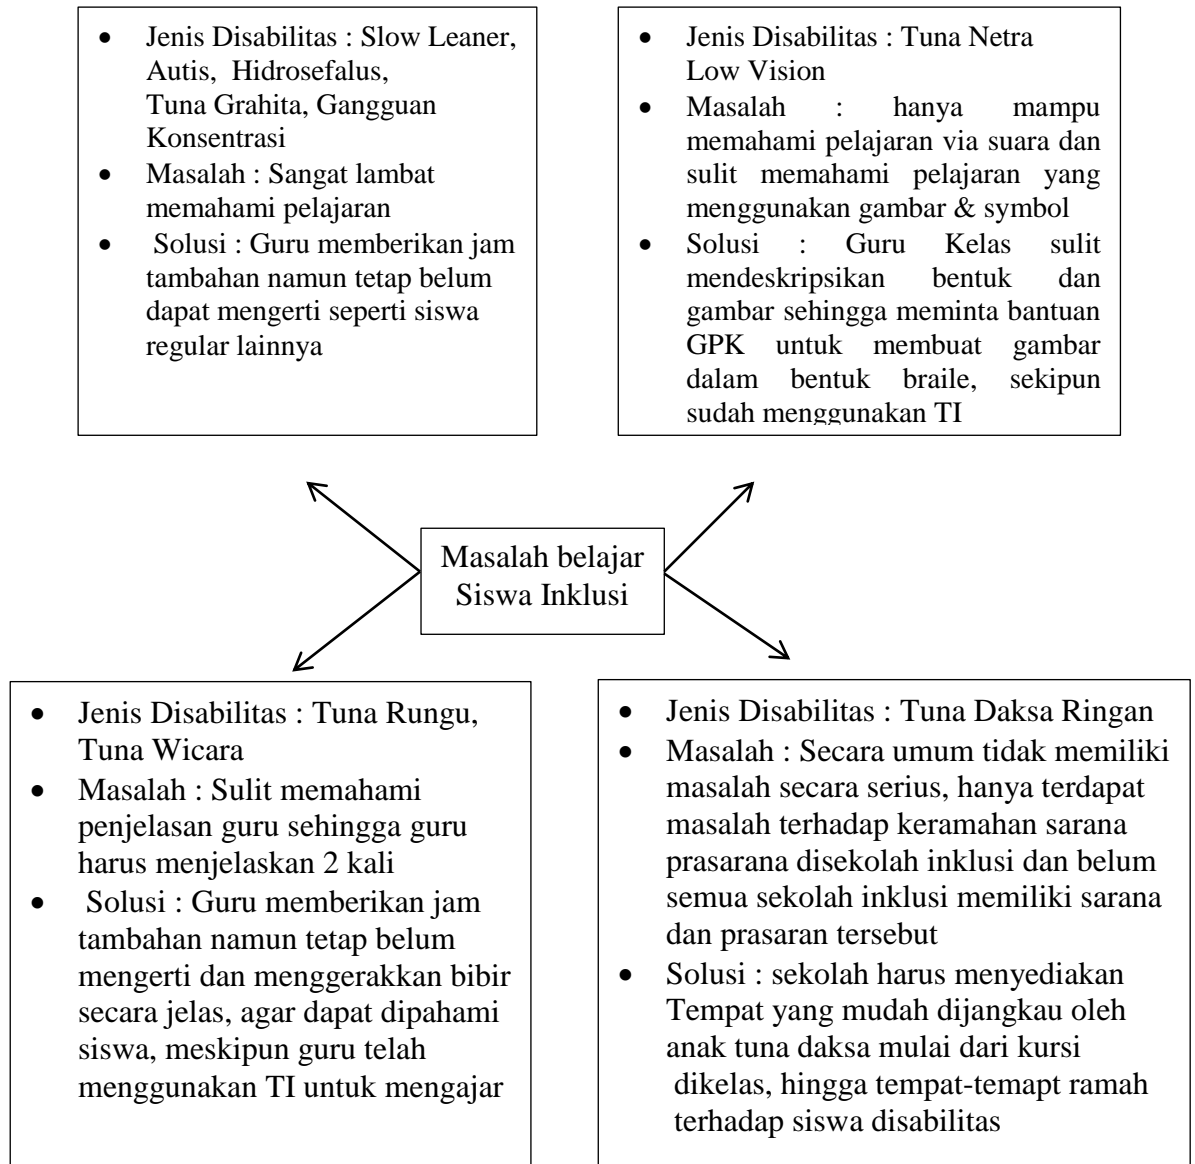 • Jenis Disabilitas : Slow Leaner,
Autis, Hidrosefalus,
Tuna Grahita, Gangguan
Konsentrasi
• Masalah : Sangat lambat
memahami pelajaran
• Solusi : Guru memberikan jam
tambahan namun tetap belum
dapat mengerti seperti siswa
regular lainnya
• Jenis Disabilitas : Tuna Netra
Low Vision
• Masalah : hanya mampu
memahami pelajaran via suara dan
sulit memahami pelajaran yang
menggunakan gambar & symbol
• Solusi : Guru Kelas sulit
mendeskripsikan bentuk dan
gambar sehingga meminta bantuan
GPK untuk membuat gambar
dalam bentuk braile, sekipun
sudah menggunakan TI
Masalah belajar
Siswa Inklusi
• Jenis Disabilitas : Tuna Rungu,
Tuna Wicara
• Masalah : Sulit memahami
penjelasan guru sehingga guru
harus menjelaskan 2 kali
• Solusi : Guru memberikan jam
tambahan namun tetap belum
mengerti dan menggerakkan bibir
secara jelas, agar dapat dipahami
siswa, meskipun guru telah
menggunakan TI untuk mengajar
• Jenis Disabilitas : Tuna Daksa Ringan
• Masalah : Secara umum tidak memiliki
masalah secara serius, hanya terdapat
masalah terhadap keramahan sarana
prasarana disekolah inklusi dan belum
semua sekolah inklusi memiliki sarana
dan prasaran tersebut
• Solusi : sekolah harus menyediakan
Tempat yang mudah dijangkau oleh
anak tuna daksa mulai dari kursi
dikelas, hingga tempat-temapt ramah
terhadap siswa disabilitas